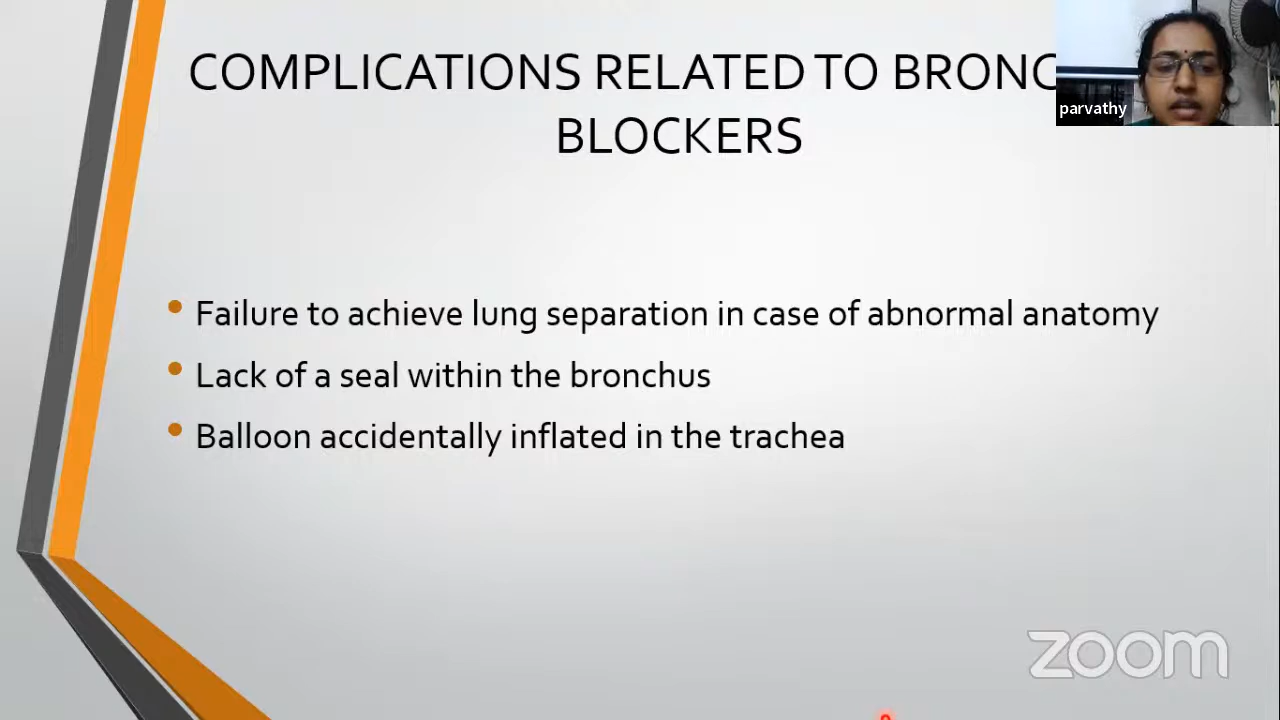 COMPLICATIONS RELATED TO
BLOCKERS
parvathy
Failure to achieve lung separation in case of abnormal anatomy
Lack of a seal within the bronchus
Balloon accidentally inflated in the trachea
zoom